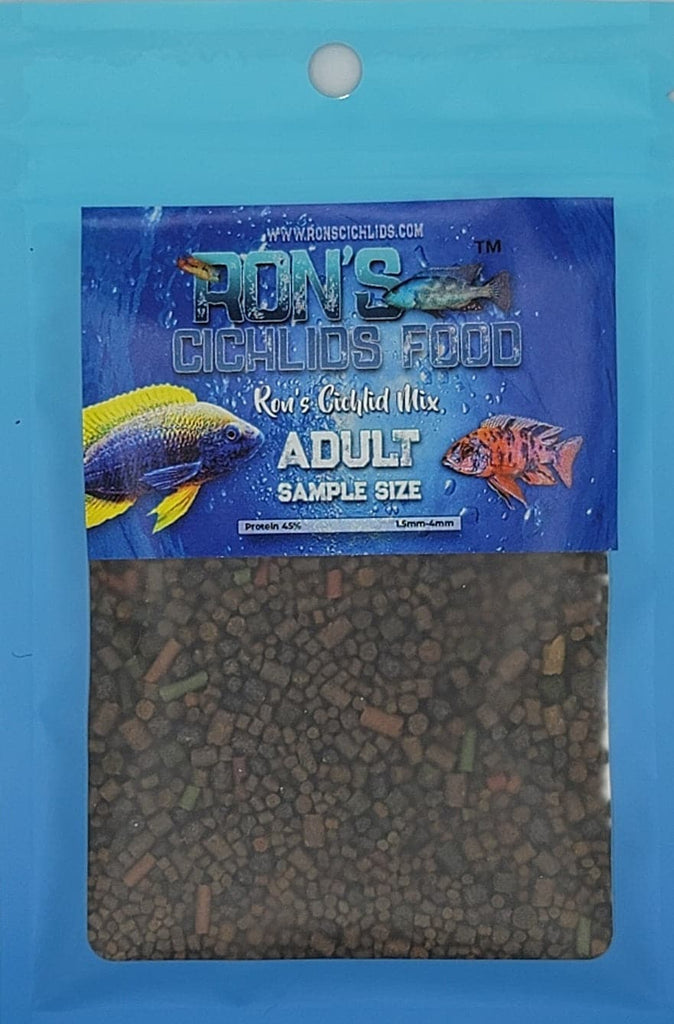 WWW.RONSCICHLIDS.COM
RON'S TM
CICHLIDS FOOD
Ron's Cichlid Mix
ADULT
SAMPLE SIZE
Protein 45% 1.5mm-4mm